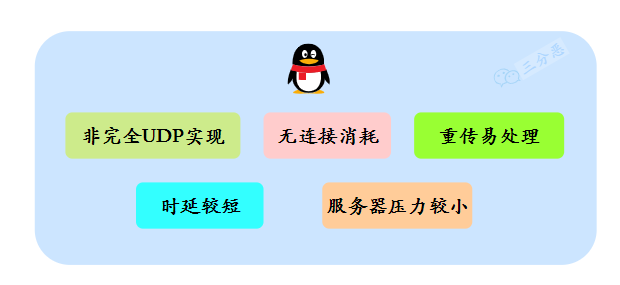 三分恶
非完全UDP实现
无连接消耗
重传易处理
时延较短
服务器压力较小